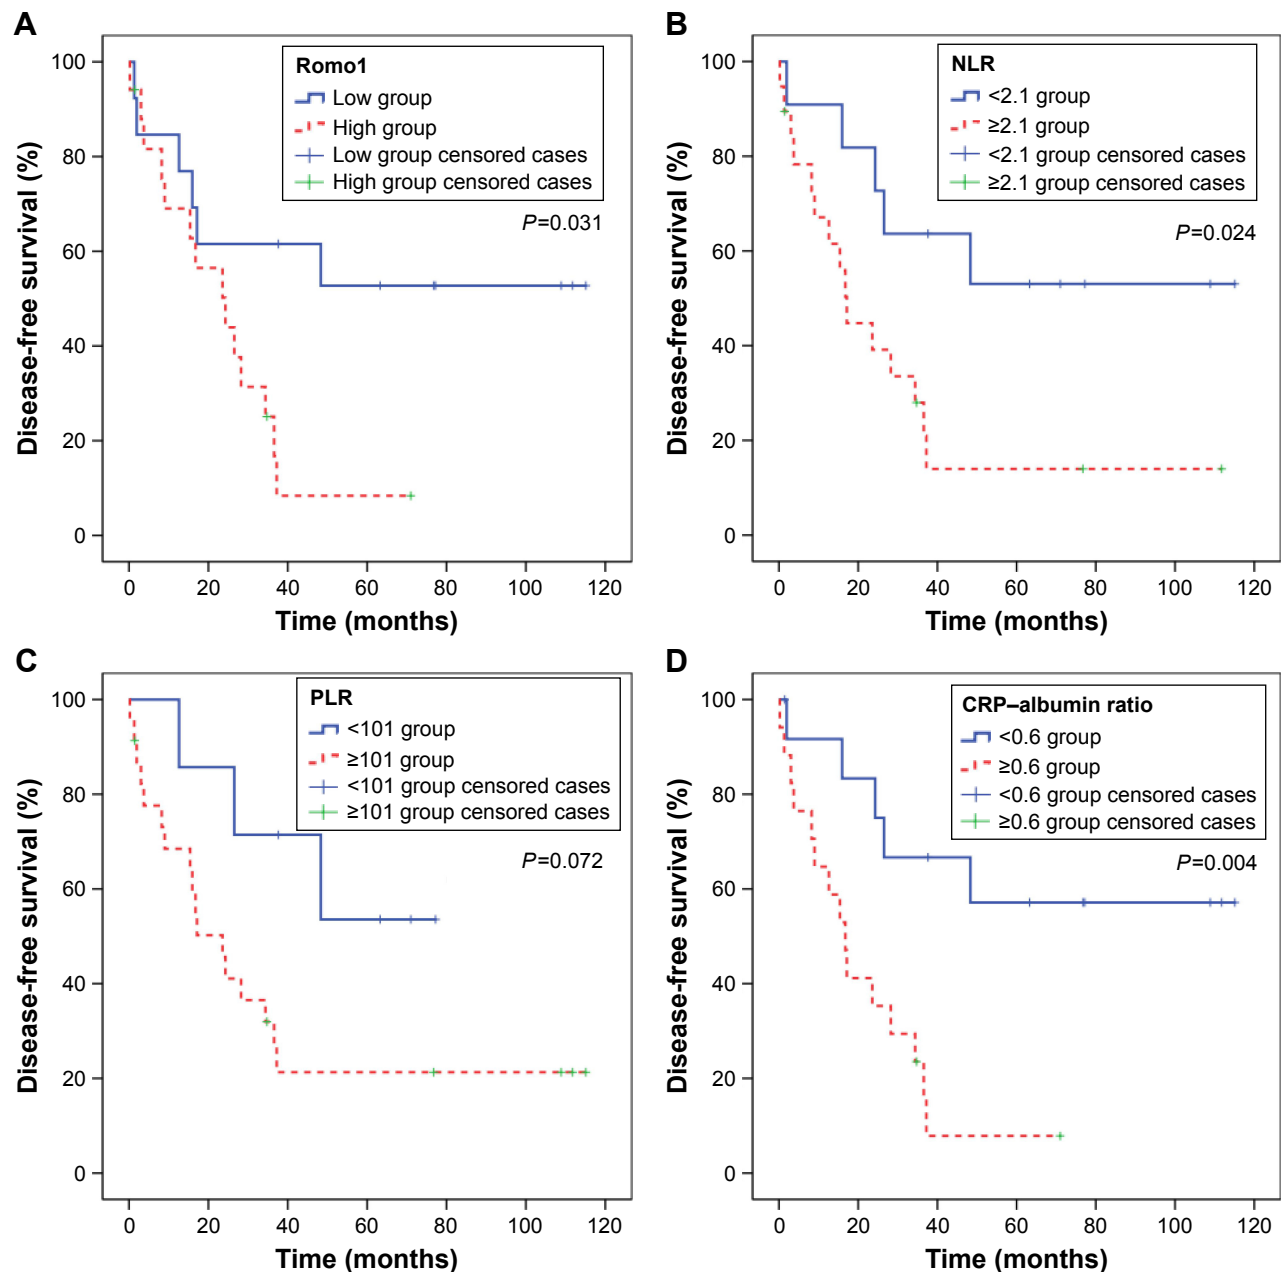 A
Romo1
Low group
High group
Low group censored cases
High group censored cases
P=0.031
100
80
60
40
20
0
Disease-free survival (%)
0 20 40 60 80 100 120
Time (months)
B
NLR
<2.1 group
≥2.1 group
<2.1 group censored cases
≥2.1 group censored cases
P=0.024
100
80
60
40
20
0
Disease-free survival (%)
0 20 40 60 80 100 120
Time (months)
C
PLR
<101 group
≥101 group
<101 group censored cases
≥101 group censored cases
P=0.072
100
80
60
40
20
0
Disease-free survival (%)
0 20 40 60 80 100 120
Time (months)
D
CRP–albumin ratio
<0.6 group
≥0.6 group
<0.6 group censored cases
≥0.6 group censored cases
P=0.004
100
80
60
40
20
0
Disease-free survival (%)
0 20 40 60 80 100 120
Time (months)